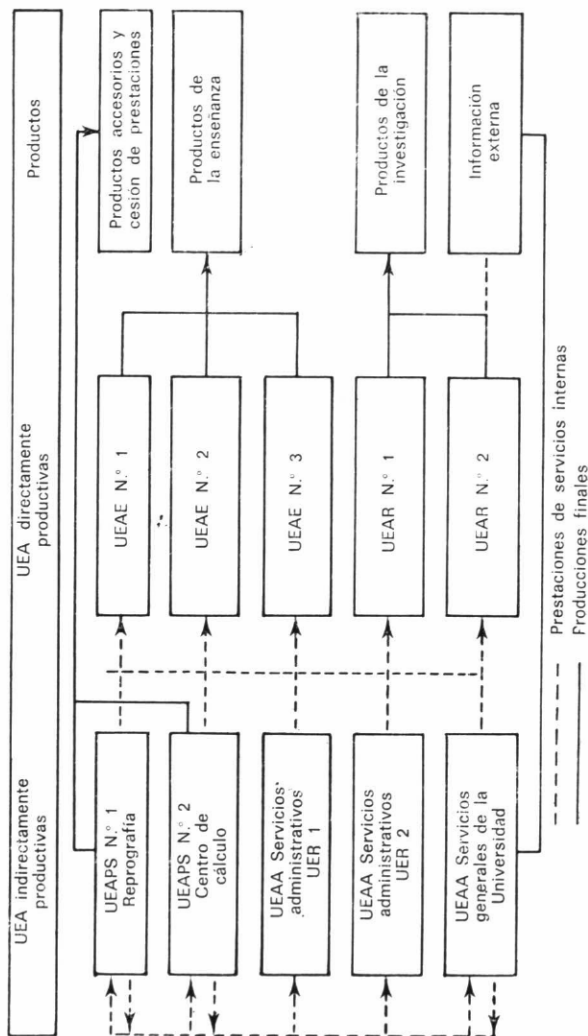 UEA indirectamente
productivas
UEA directamente
productivas
Productos
UEAPS N.° 1
Reprografía
UEAPS N.° 2
Centro de
cálculo
UEAA Servicios
administrativos
UER 1
UEAA Servicios
administrativos
UER 2
UEAA Servicios
generales de la
Universidad
UEAE N.° 1
UEAE N.° 2
UEAE N.° 3
UEAR N.° 1
UEAR N.° 2
Productos accesorios y
cesión de prestaciones
Productos de
la enseñanza
Productos de la
investigación
Información
externa
Prestaciones de servicios internas
Producciones finales